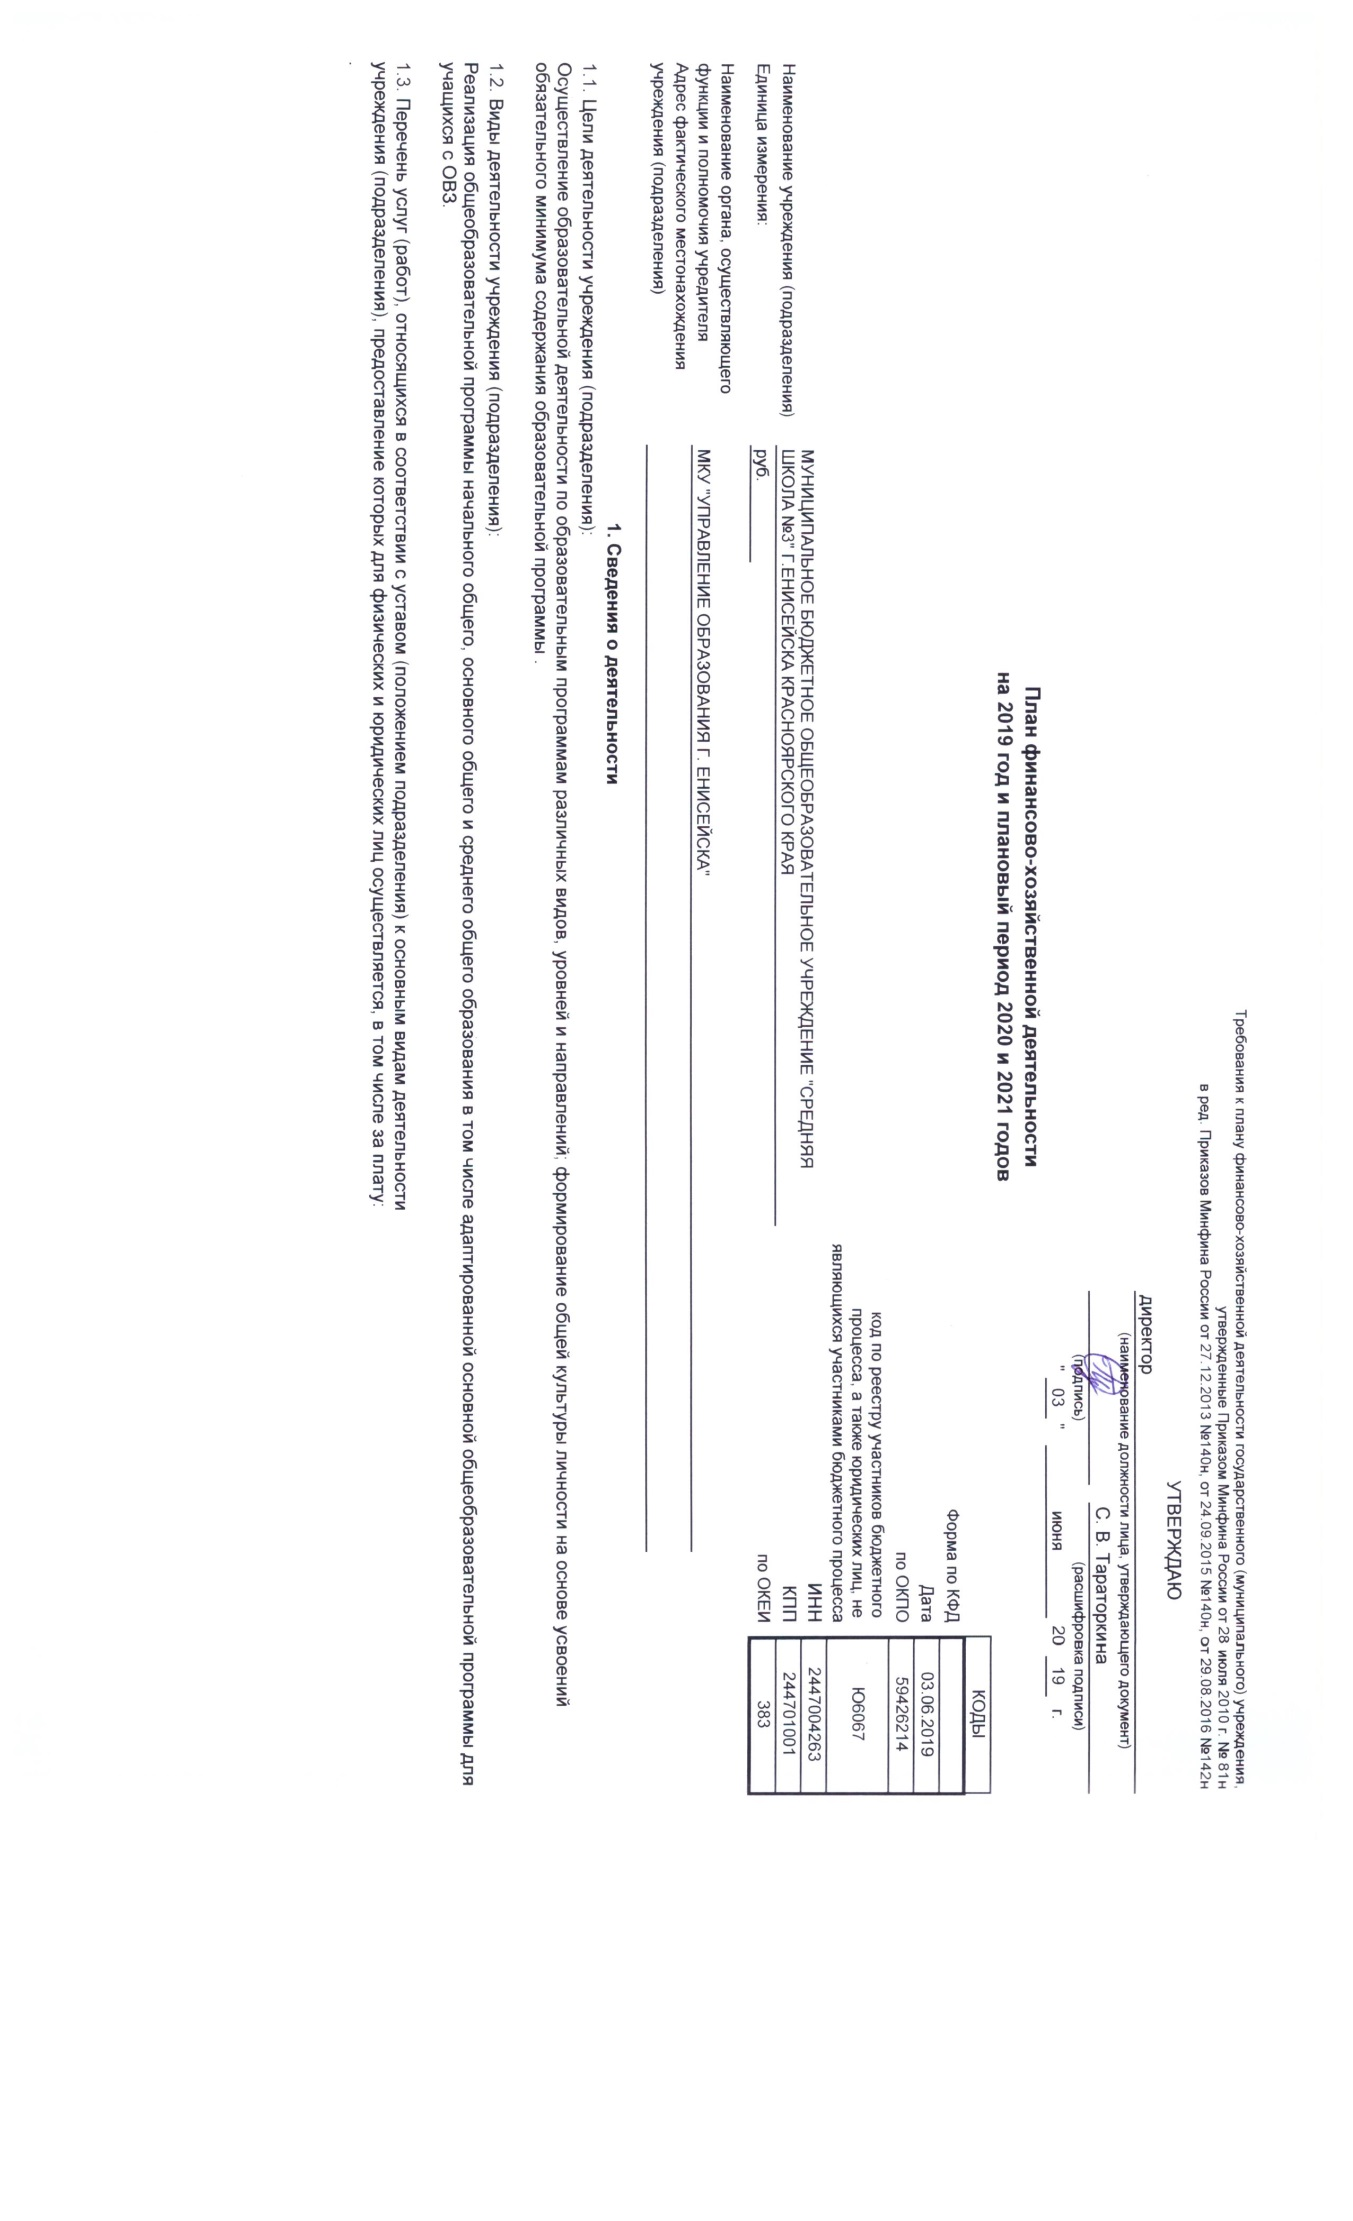 Требования к плану финансово-хозяйственной деятельности государственного (муниципального) учреждения,
утвержденные Приказом Минфина России от 28 июля 2010 г. № 81н
в ред. Приказов Минфина России от 27.12.2013 №140н, от 24.09.2015 №140н, от 29.08.2016 №142н
УТВЕРЖДАЮ
директор
(наименование должности лица, утверждающего документ)
С. В. Тараторкина
(подпись) (расшифровка подписи)
" 03 " июня 20 19 г.
План финансово-хозяйственной деятельности
на 2019 год и плановый период 2020 и 2021 годов
КОДЫ
Форма по КФД
Дата 03.06.2019
по ОКПО 59426214
код по реестру участников бюджетного
процесса, а также юридических лиц, не
являющихся участниками бюджетного процесса Ю6067
МУНИЦИПАЛЬНОЕ БЮДЖЕТНОЕ ОБЩЕОБРАЗОВАТЕЛЬНОЕ УЧРЕЖДЕНИЕ "СРЕДНЯЯ ИНН 2447004263
Наименование учреждения (подразделения) ШКОЛА №3" Г.ЕНИСЕЙСКА КРАСНОЯРСКОГО КРАЯ КПП 244701001
Единица измерения: руб. по ОКЕИ 383
Наименование органа, осуществляющего
функции и полномочия учредителя МКУ "УПРАВЛЕНИЕ ОБРАЗОВАНИЯ Г. ЕНИСЕЙСКА"
Адрес фактического местонахождения
учреждения (подразделения)
1. Сведения о деятельности
1.1. Цели деятельности учреждения (подразделения):
Осуществление образовательной деятельности по образовательным программам различных видов, уровней и направлений; формирование общей культуры личности на основе усвоений
обязательного минимума содержания образовательной программы .
1.2. Виды деятельности учреждения (подразделения):
Реализация общеобразовательной программы начального общего, основного общего и среднего общего образования в том числе адаптированной основной общеобразовательной программы для
учащихся с ОВЗ.
1.3. Перечень услуг (работ), относящихся в соответствии с уставом (положением подразделения) к основным видам деятельности
учреждения (подразделения), предоставление которых для физических и юридических лиц осуществляется, в том числе за плату:
.